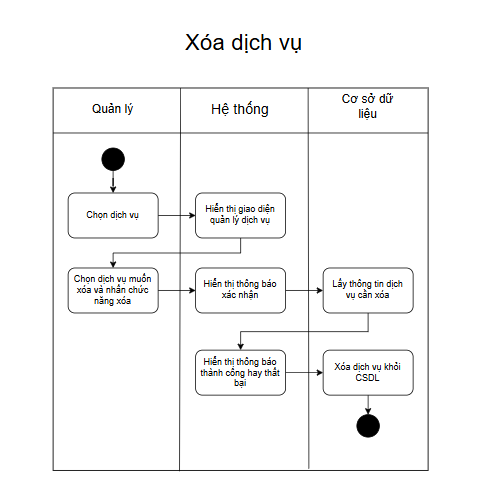 Xóa dịch vụ
Quản lý
Hệ thống
Cơ sở dữ
liệu
Chọn dịch vụ
Hiển thị giao diện
quản lý dịch vụ
Chọn dịch vụ muốn
xóa và nhấn chức
năng xóa
Hiển thị thông báo
xác nhận
Lấy thông tin dịch
vụ cần xóa
Hiển thị thông báo
thành công hay thất
bại
Xóa dịch vụ khỏi
CSDL